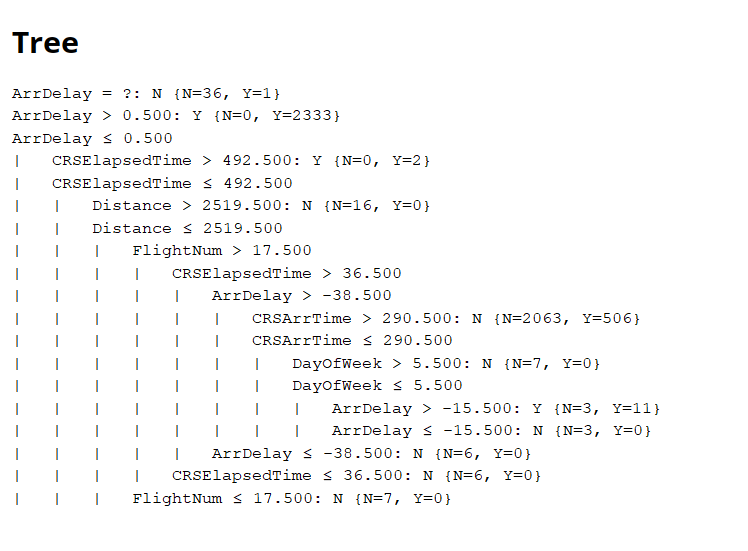 Tree
ArrDelay = ?: N {N=36, Y=1}
ArrDelay > 0.500: Y {N=0, Y=2333}
ArrDelay ≤ 0.500
|   CRSElapsedTime > 492.500: Y {N=0, Y=2}
|   CRSElapsedTime ≤ 492.500
|   |   Distance > 2519.500: N {N=16, Y=0}
|   |   Distance ≤ 2519.500
|   |   |   FlightNum > 17.500
|   |   |   |   CRSElapsedTime > 36.500
|   |   |   |   |   ArrDelay > -38.500
|   |   |   |   |   |   CRSArrTime > 290.500: N {N=2063, Y=506}
|   |   |   |   |   |   CRSArrTime ≤ 290.500
|   |   |   |   |   |   |   DayOfWeek > 5.500: N {N=7, Y=0}
|   |   |   |   |   |   |   DayOfWeek ≤ 5.500
|   |   |   |   |   |   |   |   ArrDelay > -15.500: Y {N=3, Y=11}
|   |   |   |   |   |   |   |   ArrDelay ≤ -15.500: N {N=3, Y=0}
|   |   |   |   |   ArrDelay ≤ -38.500: N {N=6, Y=0}
|   |   |   |   CRSElapsedTime ≤ 36.500: N {N=6, Y=0}
|   |   |   FlightNum ≤ 17.500: N {N=7, Y=0}